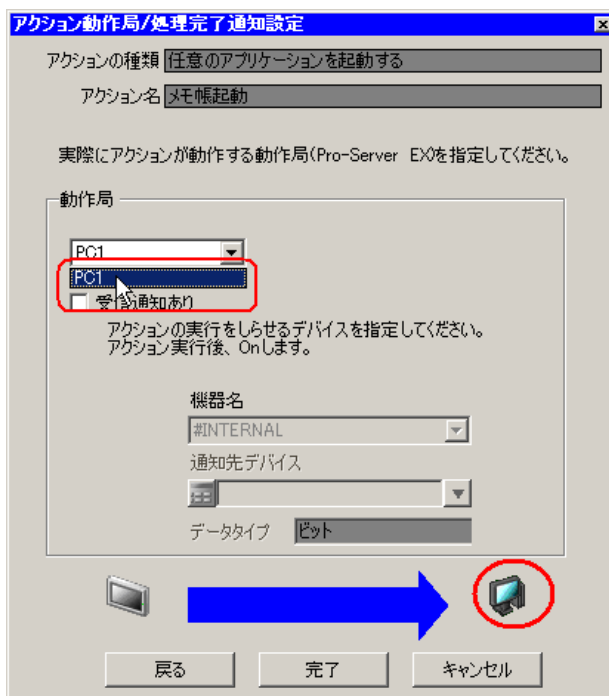 アクション動作局/処理完了通知設定
アクションの種類 任意のアプリケーションを起動する
アクション名 メモ帳起動
実際にアクションが動作する動作局(Pro-Server EX)を指定してください。
動作局
PC1
PC1
受信通知あり
アクションの実行をしらせるデバイスを指定してください。
アクション実行後、Onします。
機器名
#INTERNAL
通知先デバイス
データタイプ ビット
戻る 完了 キャンセル